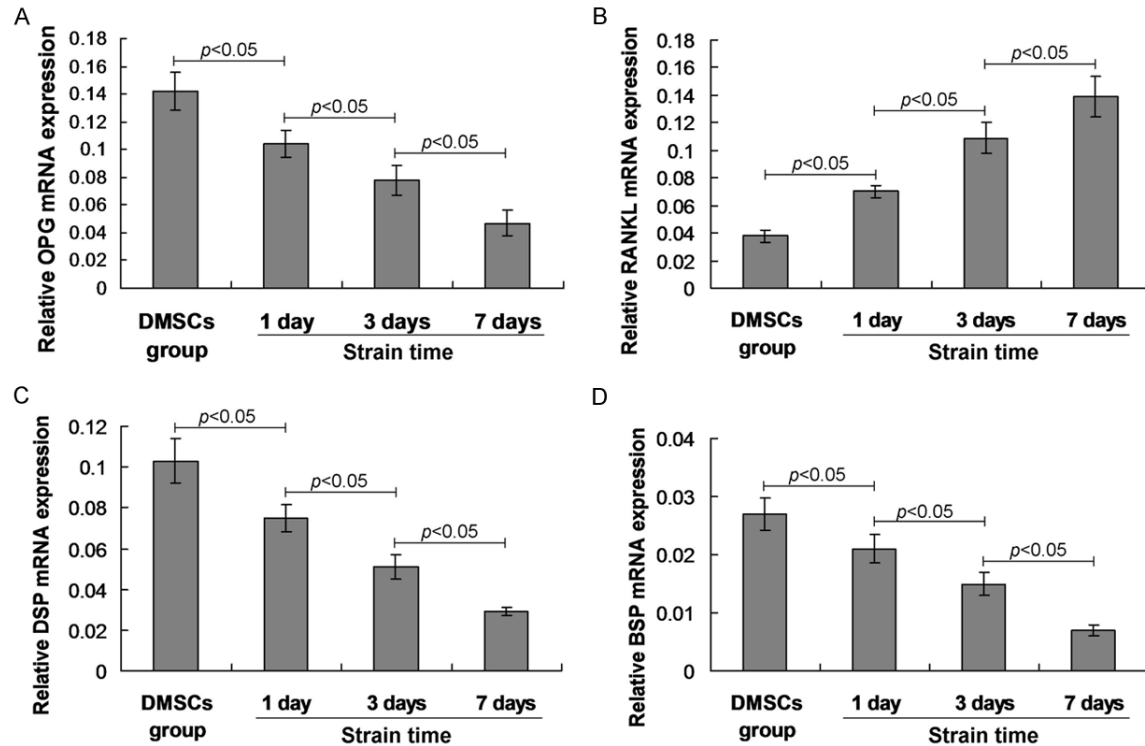 A
Relative OPG mRNA expression
0.18
0.16
0.14
0.12
0.1
0.08
0.06
0.04
0.02
0
p<0.05
p<0.05
p<0.05
DMSCs
group
1 day
3 days
7 days
Strain time
B
Relative RANKL mRNA expression
0.18
0.16
0.14
0.12
0.1
0.08
0.06
0.04
0.02
0
p<0.05
p<0.05
p<0.05
DMSCs
group
1 day
3 days
7 days
Strain time
C
Relative DSP mRNA expression
0.12
0.1
0.08
0.06
0.04
0.02
0
p<0.05
p<0.05
p<0.05
DMSCs
group
1 day
3 days
7 days
Strain time
D
Relative BSP mRNA expression
0.04
0.03
0.02
0.01
0
p<0.05
p<0.05
p<0.05
DMSCs
group
1 day
3 days
7 days
Strain time